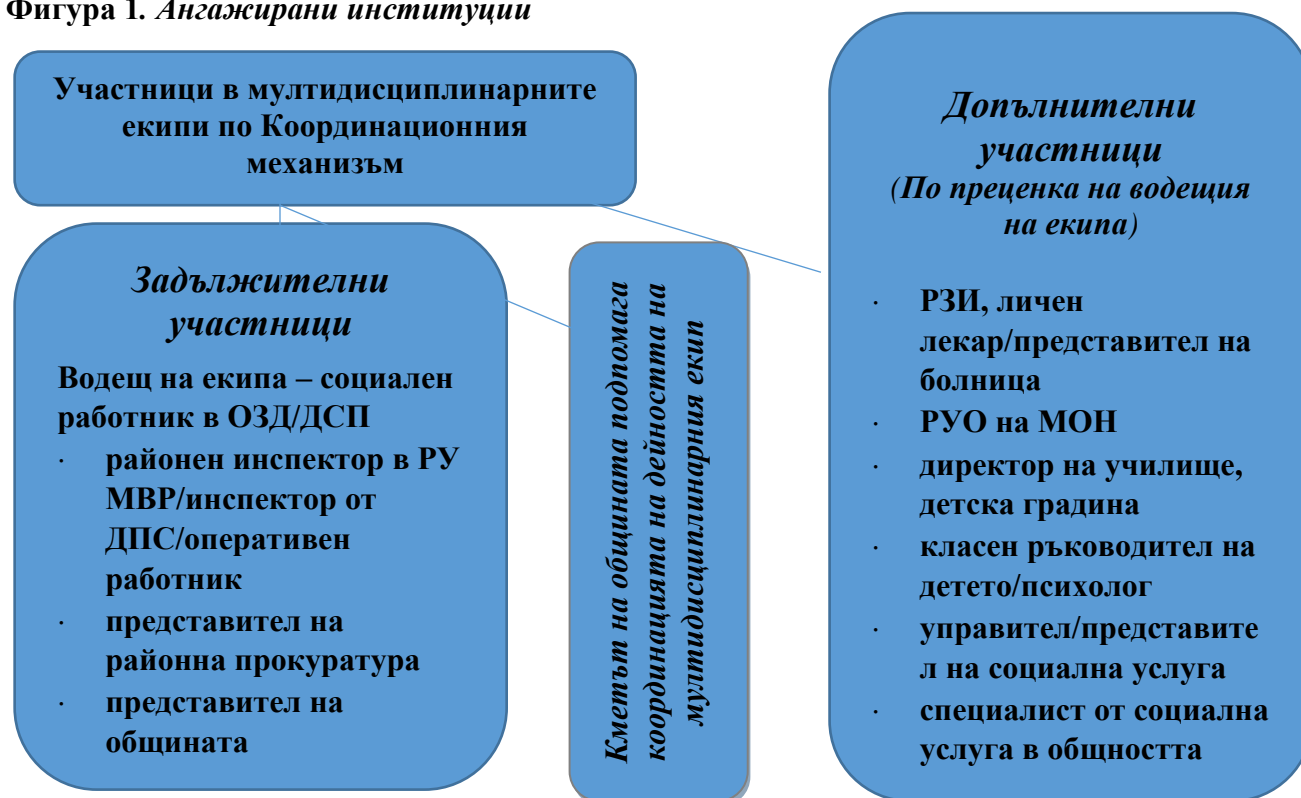 Фигура 1. Ангажирани институции
Участници в мултидисциплинарните
екипи по Координационния
механизъм
Задължителни
участници
Водещ на екипа – социален
работник в ОЗД/ДСП
· районен инспектор в РУ
МВР/инспектор от
ДПС/оперативен
работник
· представител на
районна прокуратура
· представител на
общината
Кметът на общината подпомага
координацията на дейността на
мултидисциплинарния екип
Допълнителни
участници
(По преценка на водещия
на екипа)
· РЗИ, личен
лекар/представител на
болница
· РУО на МОН
· директор на училище,
детска градина
· класен ръководител на
детето/психолог
· управител/представите
л на социална услуга
· специалист от социална
услуга в общността